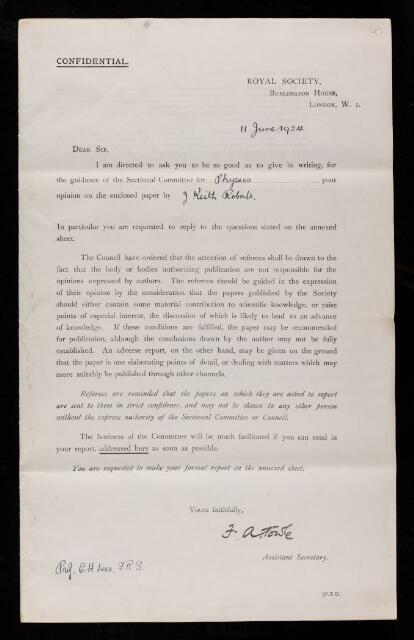 CONFIDENTIAL.
ROYAL SOCIETY,
BURLINGTON HOUSE,
LONDON, W. 1.
11 June 1924
DEAR SIR,
I am directed to ask you to be so good as to give in writing, for
the guidance of the Sectional Committee for Physics your
opinion on the enclosed paper by J. Keith Roberts.
In particular you are requested to reply to the questions stated on the annexed
sheet.
The Council have ordered that the attention of referees shall be drawn to the
fact that the body or bodies authorising publication are not responsible for the
opinions expressed by authors. The referees should be guided in the expression
of their opinion by the consideration that the papers published by the Society
should either contain some material contribution to scientific knowledge, or raise
points of especial interest, the discussion of which is likely to lead to an advance
of knowledge. If these conditions are fulfilled, the paper may be recommended
for publication, although the conclusions drawn by the author may not be fully
established. An adverse report, on the other hand, may be given on the ground
that the paper is one elaborating points of detail, or dealing with matters which may
more suitably be published through other channels.
Referees are reminded that the papers on which they are asked to report
are sent to them in strict confidence, and may not be shown to any other person
without the express authority of the Sectional Committee or Council.
The business of the Committee will be much facilitated if you can send in
your report, addressed here as soon as possible.
You are requested to make your formal report on the annexed sheet.
Yours faithfully,
F. A. Towle
Assistant Secretary.
Prof. C. H. Lees, F.R.S.
[P.T.O.